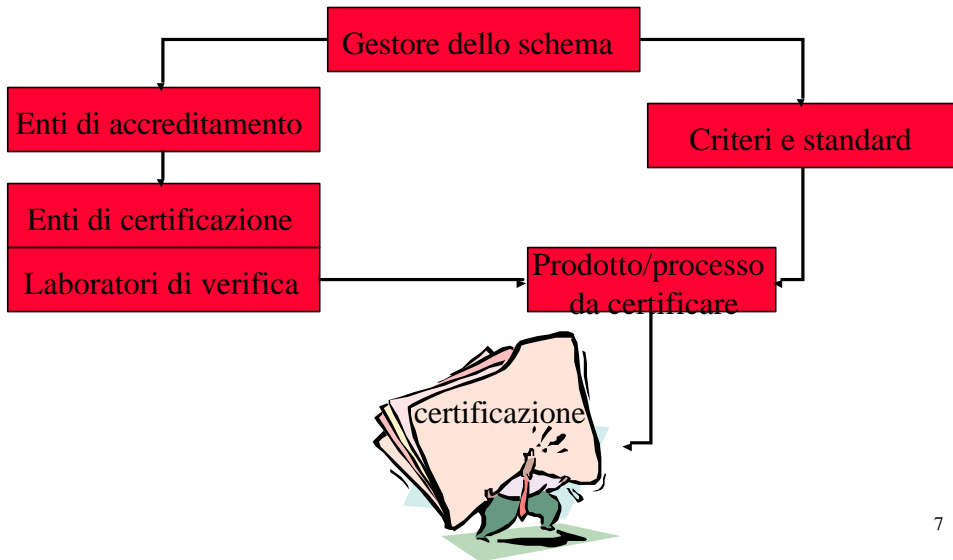 Gestore dello schema
Enti di accreditamento
Criteri e standard
Enti di certificazione
Laboratori di verifica
Prodotto/processo
da certificare
certificazione
7